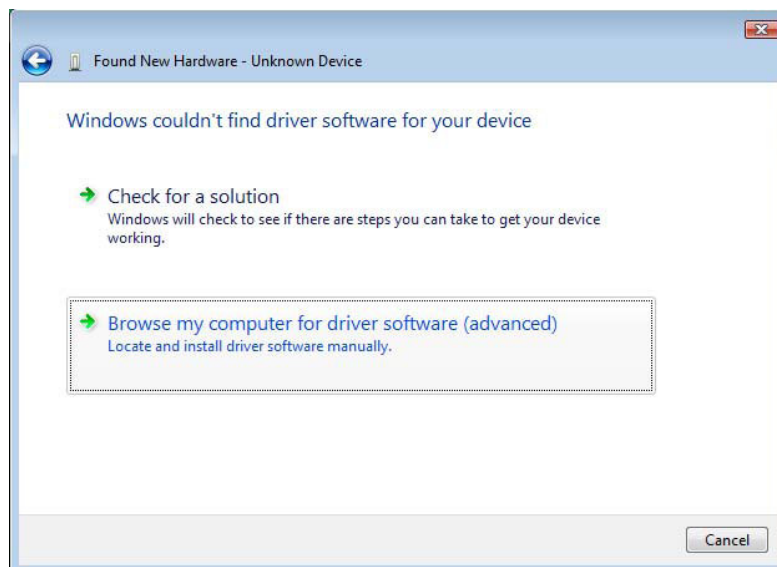 Found New Hardware - Unknown Device
Windows couldn't find driver software for your device
Check for a solution
Windows will check to see if there are steps you can take to get your device
working.
Browse my computer for driver software (advanced)
Locate and install driver software manually.
Cancel